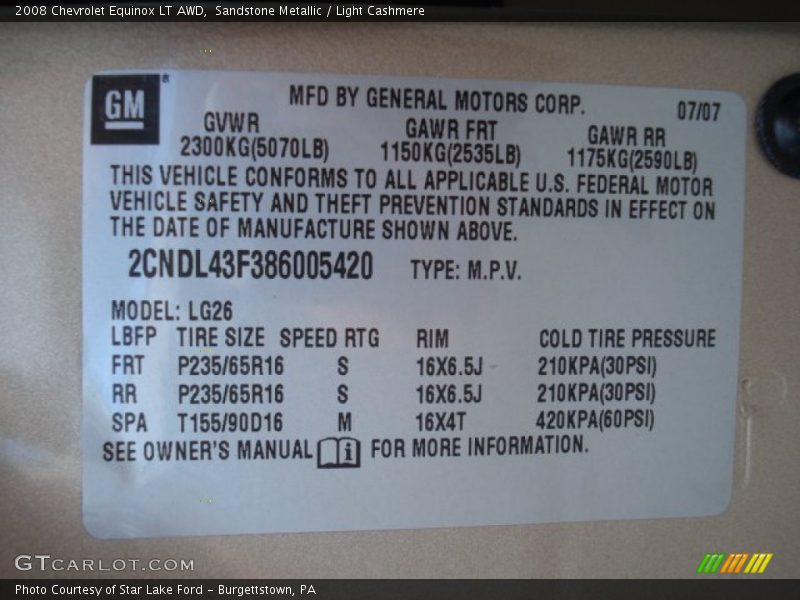 2008 Chevrolet Equinox LT AWD,  Sandstone Metallic / Light Cashmere
GM ®
MFD BY GENERAL MOTORS CORP. 07/07
GVWR GAWR FRT GAWR RR
2300KG(5070LB) 1150KG(2535LB) 1175KG(2590LB)
THIS VEHICLE CONFORMS TO ALL APPLICABLE U.S. FEDERAL MOTOR
VEHICLE SAFETY AND THEFT PREVENTION STANDARDS IN EFFECT ON
THE DATE OF MANUFACTURE SHOWN ABOVE.
2CNDL43F386005420 TYPE: M.P.V.
MODEL: LG26
LBFP TIRE SIZE SPEED RTG RIM COLD TIRE PRESSURE
FRT P235/65R16 S 16X6.5J 210KPA(30PSI)
RR P235/65R16 S 16X6.5J 210KPA(30PSI)
SPA T155/90D16 M 16X4T 420KPA(60PSI)
SEE OWNER'S MANUAL i FOR MORE INFORMATION.
GTCARLOT.COM
Photo Courtesy of Star Lake Ford - Burgettstown, PA